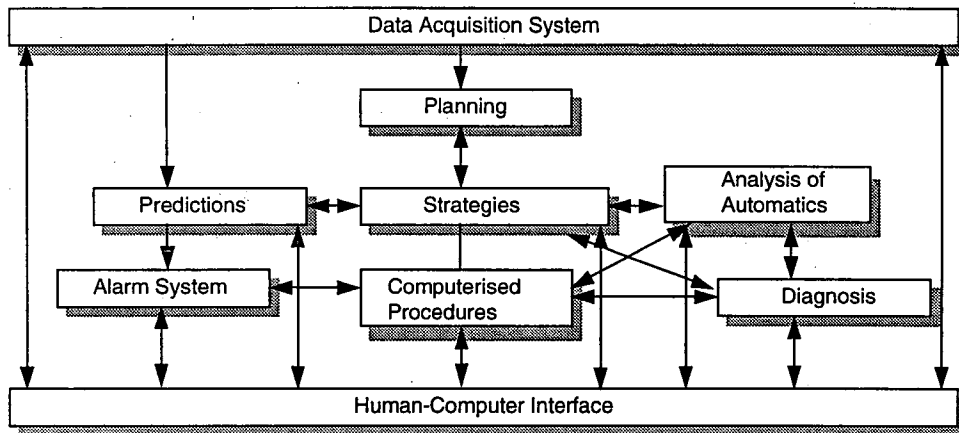 Data Acquisition System
Planning
Predictions
Strategies
Analysis of
Automatics
Alarm System
Computerised
Procedures
Diagnosis
Human-Computer Interface